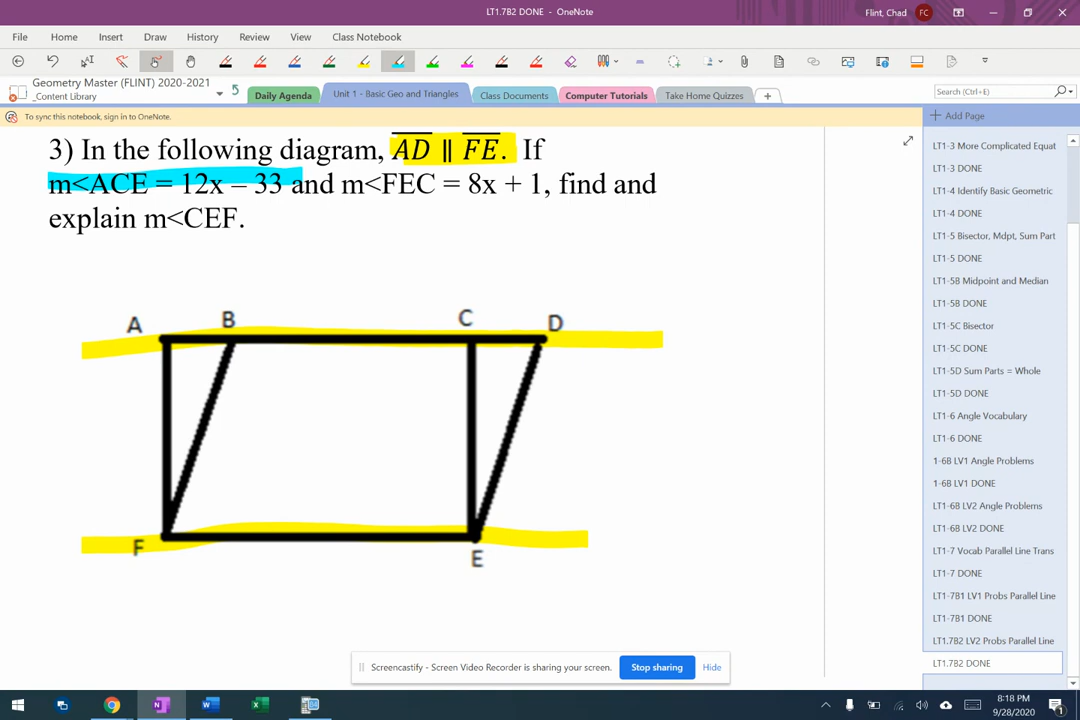 LT1.7B2 DONE - OneNote
Flint, Chad FC
File Home Insert Draw History Review View Class Notebook
Geometry Master (FLINT) 2020-2021
_Content Library
Daily Agenda Unit 1 - Basic Geo and Triangles Class Documents Computer Tutorials Take Home Quizzes
Search (Ctrl+E)
To sync this notebook, sign in to OneNote.
Add Page
3) In the following diagram, AD ∥ FE. If
m<ACE = 12x – 33 and m<FEC = 8x + 1, find and
explain m<CEF.
A B C D
F E
LT1-3 More Complicated Equat
LT1-3 DONE
LT1-4 Identify Basic Geometric
LT1-4 DONE
LT1-5 Bisector, Mdpt, Sum Part
LT1-5 DONE
LT1-5B Midpoint and Median
LT1-5B DONE
LT1-5C Bisector
LT1-5C DONE
LT1-5D Sum Parts = Whole
LT1-5D DONE
LT1-6 Angle Vocabulary
LT1-6 DONE
1-6B LV1 Angle Problems
1-6B LV1 DONE
LT1-6B LV2 Angle Problems
LT1-6B LV2 DONE
LT1-7 Vocab Parallel Line Trans
LT1-7 DONE
LT1-7B1 LV1 Probs Parallel Line
LT1-7B1 DONE
LT1.7B2 LV2 Probs Parallel Line
LT1.7B2 DONE
Screencastify - Screen Video Recorder is sharing your screen. Stop sharing Hide
8:18 PM
9/28/2020